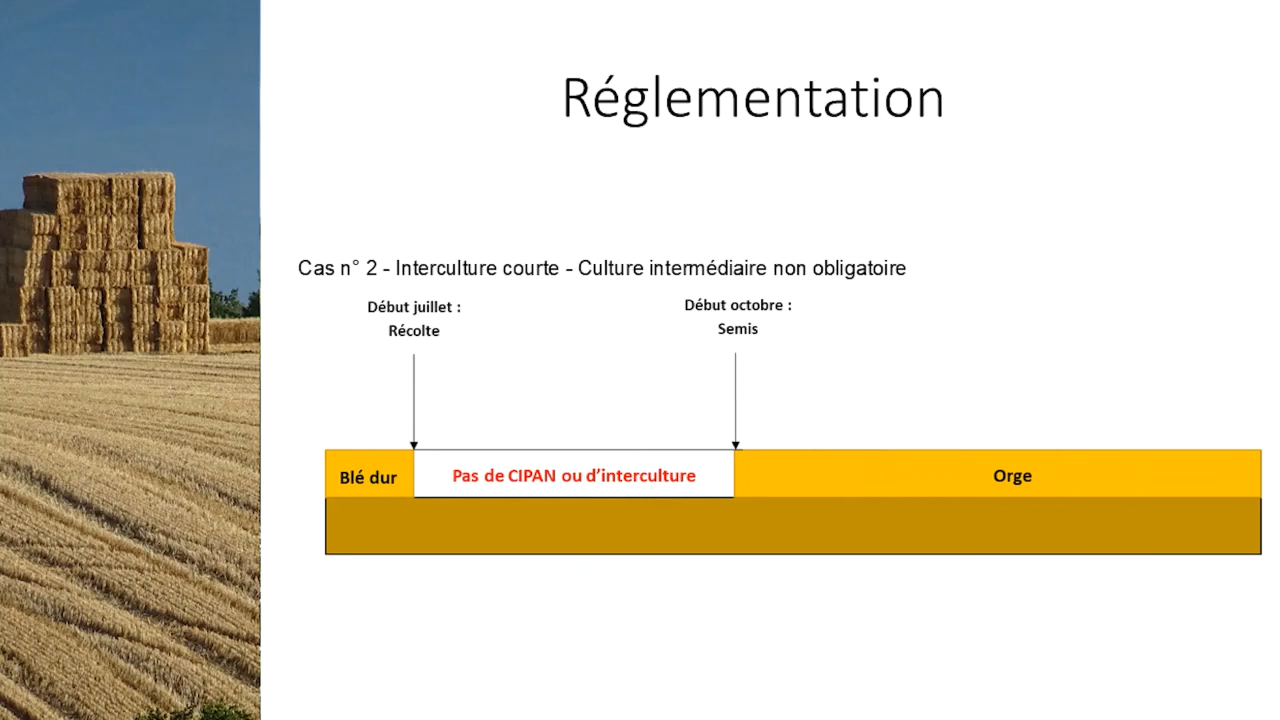 Réglementation
Cas n° 2 - Interculture courte - Culture intermédiaire non obligatoire
Début juillet :
Récolte
Début octobre :
Semis
Blé dur
Pas de CIPAN ou d’interculture
Orge